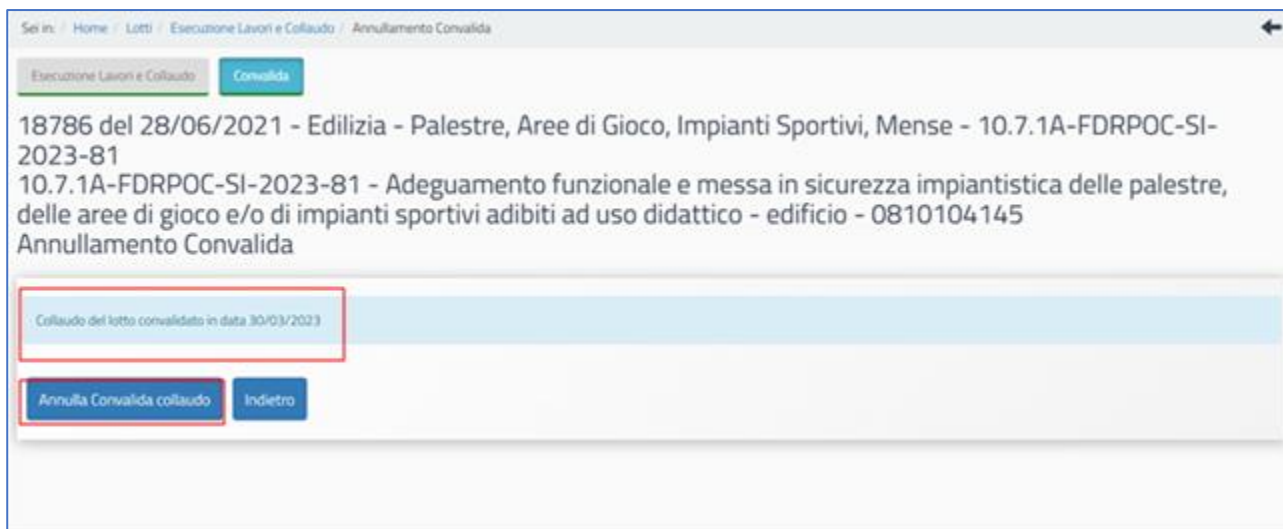 Sei in: / Home / Lotti / Esecuzione Lavori e Collaudo / Annullamento Convalida
Esecuzione Lavori e Collaudo Convalida
18786 del 28/06/2021 - Edilizia - Palestre, Aree di Gioco, Impianti Sportivi, Mense - 10.7.1A-FDRPOC-SI-
2023-81
10.7.1A-FDRPOC-SI-2023-81 - Adeguamento funzionale e messa in sicurezza impiantistica delle palestre,
delle aree di gioco e/o di impianti sportivi adibiti ad uso didattico - edificio - 0810104145
Annullamento Convalida
Collaudo del lotto convalidato in data 30/03/2023
Annulla Convalida collaudo Indietro